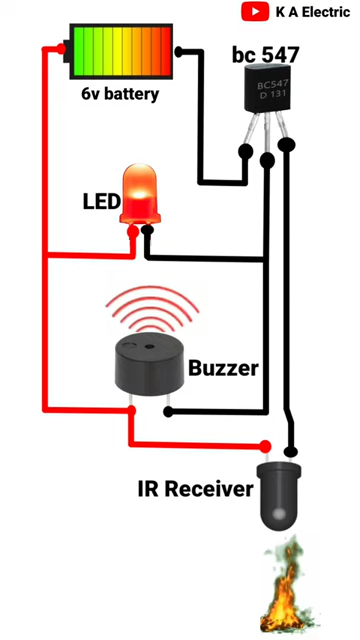 K A Electric
bc 547
BC547
D 131
6v battery
LED
Buzzer
IR Receiver